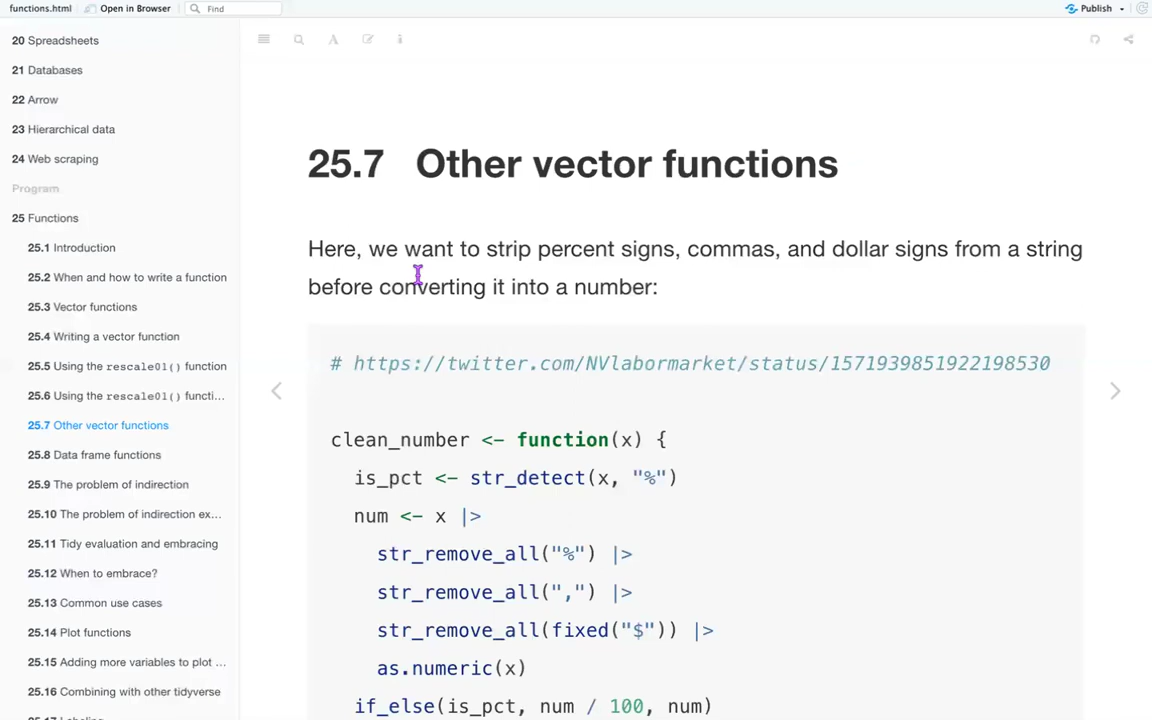 functions.html Open in Browser Find Publish
20 Spreadsheets
21 Databases
22 Arrow
23 Hierarchical data
24 Web scraping
Program
25 Functions
25.1 Introduction
25.2 When and how to write a function
25.3 Vector functions
25.4 Writing a vector function
25.5 Using the rescale01() function
25.6 Using the rescale01() functi...
25.7 Other vector functions
25.8 Data frame functions
25.9 The problem of indirection
25.10 The problem of indirection ex...
25.11 Tidy evaluation and embracing
25.12 When to embrace?
25.13 Common use cases
25.14 Plot functions
25.15 Adding more variables to plot ...
25.16 Combining with other tidyverse
25.17 Labeling
25.7 Other vector functions
Here, we want to strip percent signs, commas, and dollar signs from a string
before converting it into a number:
# https://twitter.com/NVlabormarket/status/1571939851922198530
clean_number <- function(x) {
is_pct <- str_detect(x, "%")
num <- x |>
str_remove_all("%") |>
str_remove_all(",") |>
str_remove_all(fixed("$")) |>
as.numeric(x)
if_else(is_pct, num / 100, num)